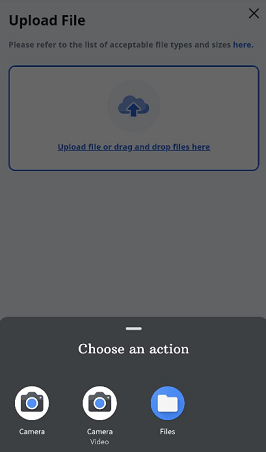 Upload File
Please refer to the list of acceptable file types and sizes here.
Upload file or drag and drop files here
Choose an action
Camera
Camera
Files
Video